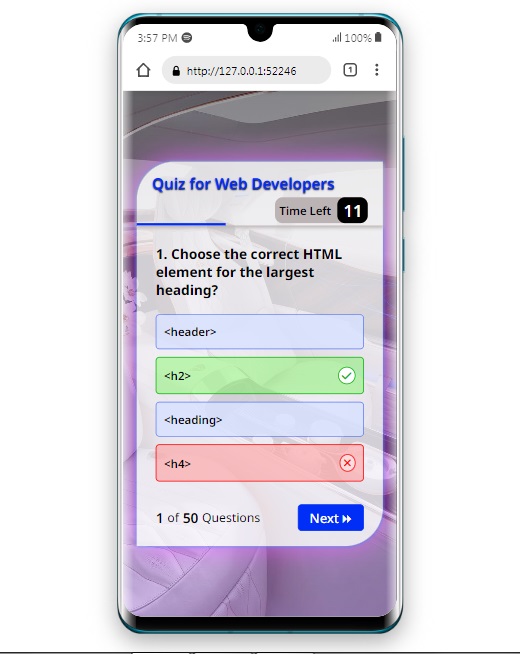 3:57 PM
100%
http://127.0.0.1:52246
1
Quiz for Web Developers
Time Left 11
1. Choose the correct HTML
element for the largest
heading?
<header>
<h2>
<heading>
<h4>
1 of 50 Questions
Next